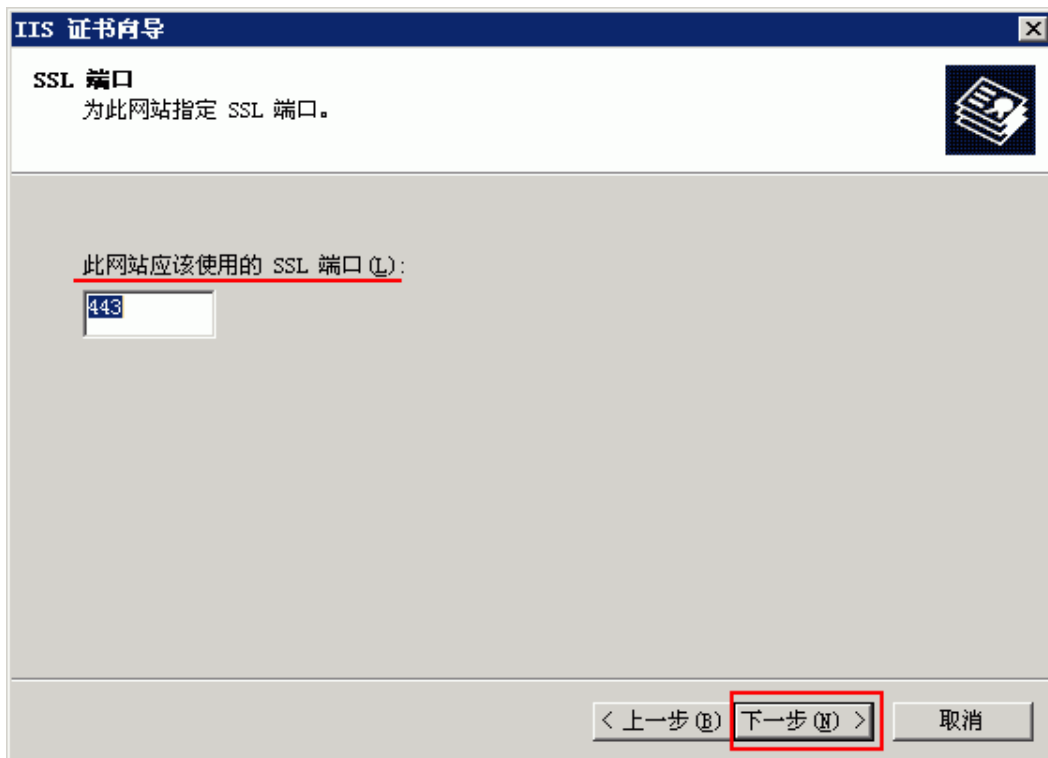 IIS 证书向导
SSL 端口
为此网站指定 SSL 端口。
此网站应该使用的 SSL 端口(L):
443
< 上一步(B) 下一步(N) > 取消